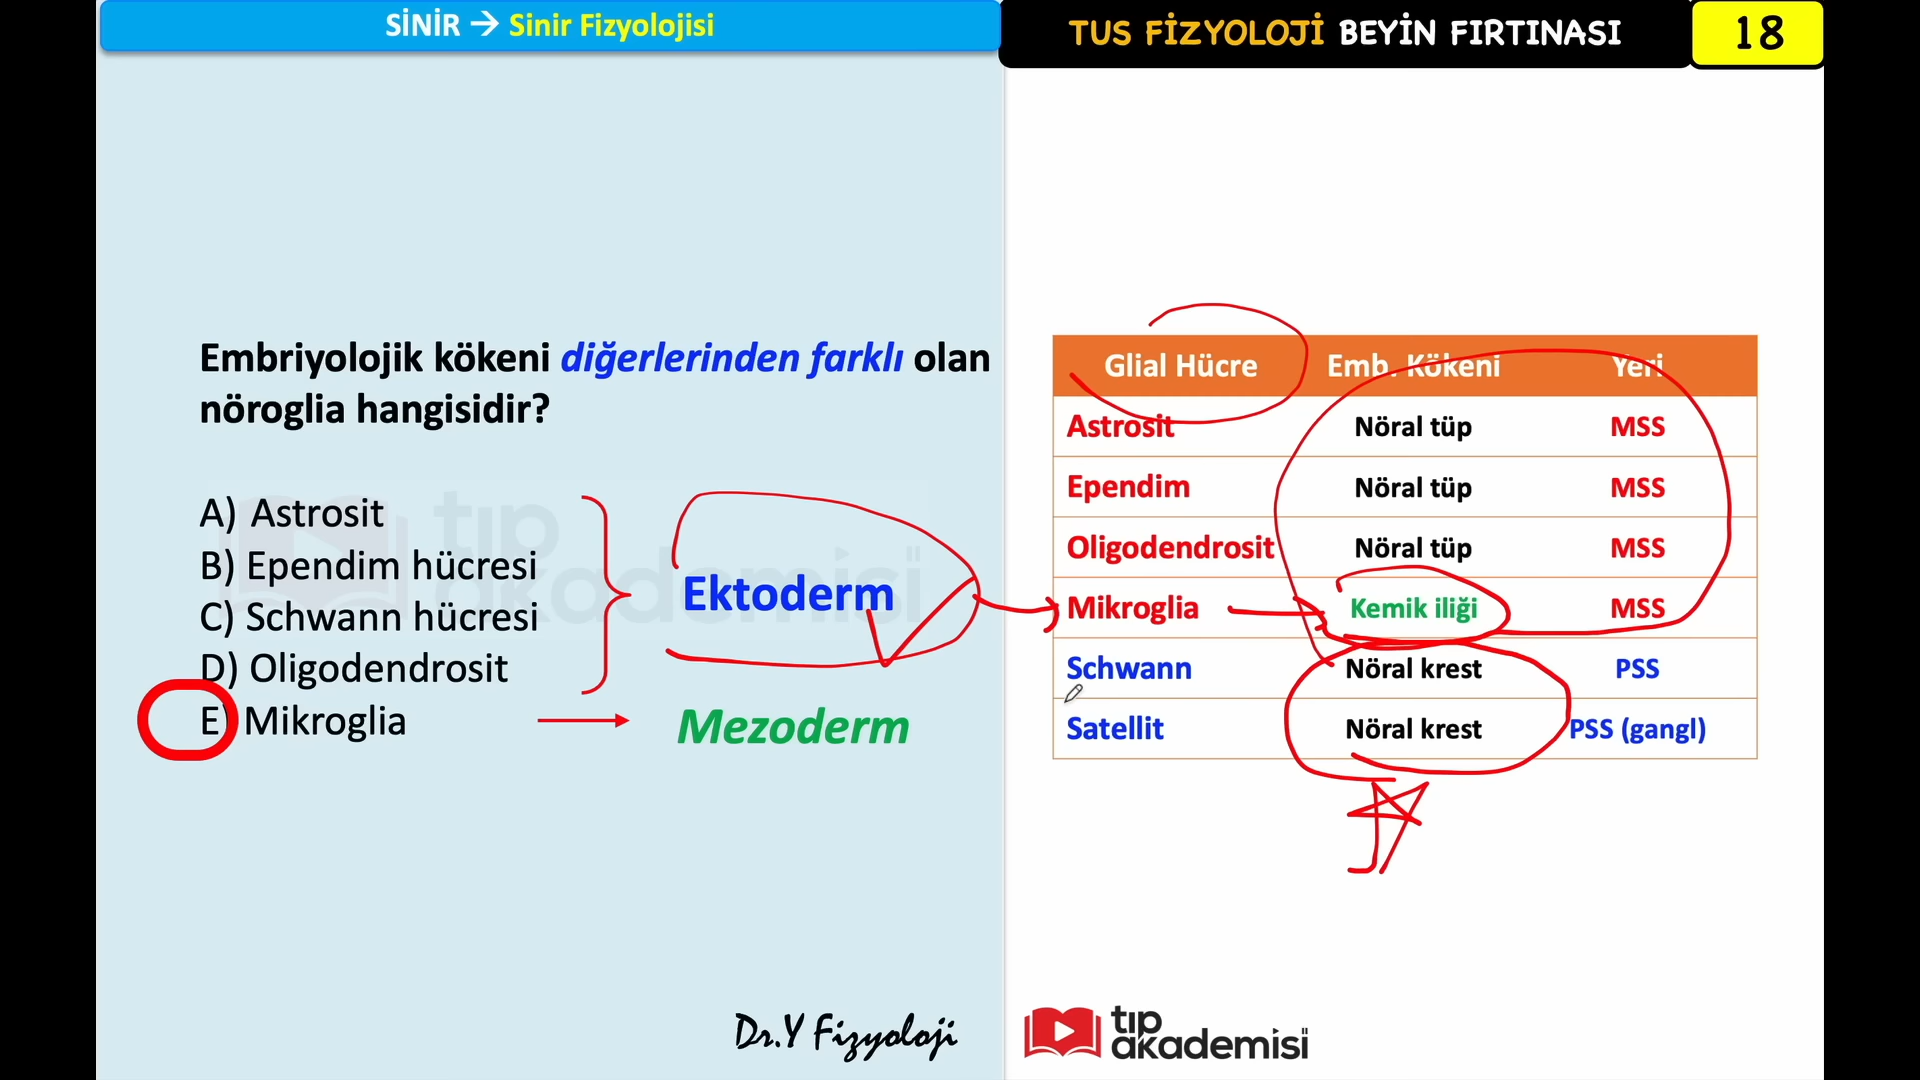 SİNİR → Sinir Fizyolojisi
TUS FİZYOLOJİ BEYİN FIRTINASI
18
Embriyolojik kökeni diğerlerinden farklı olan
nöroglia hangisidir?
A) Astrosit
B) Ependim hücresi
C) Schwann hücresi
D) Oligodendrosit
E) Mikroglia
Ektoderm
Mezoderm
Glial Hücre Emb. Kökeni Yeri
Astrosit Nöral tüp MSS
Ependim Nöral tüp MSS
Oligodendrosit Nöral tüp MSS
Mikroglia Kemik iliği MSS
Schwann Nöral krest PSS
Satellit Nöral krest PSS (gangl)
tıp
akademisi
Dr.Y Fizyoloji
tıp
akademisi